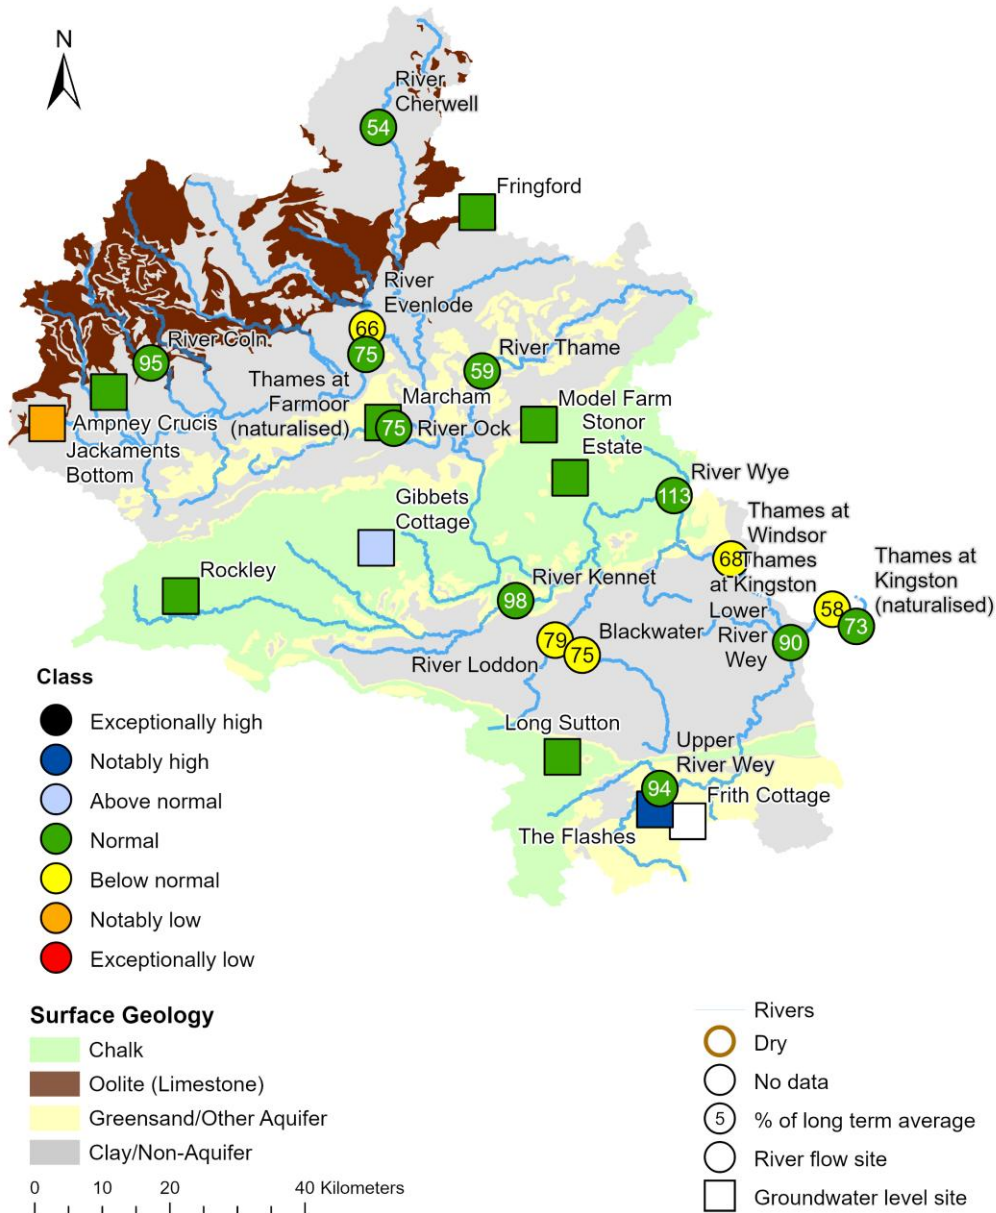 N
River
Cherwell
54
Fringford
River
Evenlode
66
River Coln
95
75
River Thame
59
Thames at
Farmoor
(naturalised)
Marcham
75
River Ock
Model Farm
Stonor
Estate
Ampney Crucis
Jackaments
Bottom
River Wye
113
Gibbets
Cottage
Thames at
Windsor
68
Thames
at Kingston
Thames at
Kingston
(naturalised)
Rockley
River Kennet
98
58
73
Lower
River
Wey
90
79
75
Blackwater
River Loddon
Long Sutton
Upper
River Wey
94
Frith Cottage
The Flashes
Class
Exceptionally high
Notably high
Above normal
Normal
Below normal
Notably low
Exceptionally low
Surface Geology
Chalk
Oolite (Limestone)
Greensand/Other Aquifer
Clay/Non-Aquifer
0 10 20 40 Kilometers
Rivers
Dry
No data
5 % of long term average
River flow site
Groundwater level site